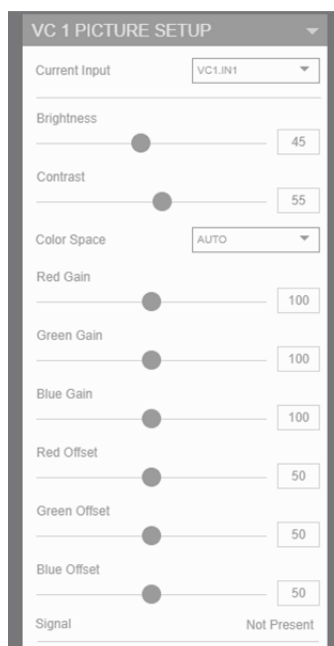 VC 1 PICTURE SETUP
Current Input VC1.IN1
Brightness
45
Contrast
55
Color Space AUTO
Red Gain
100
Green Gain
100
Blue Gain
100
Red Offset
50
Green Offset
50
Blue Offset
50
Signal Not Present